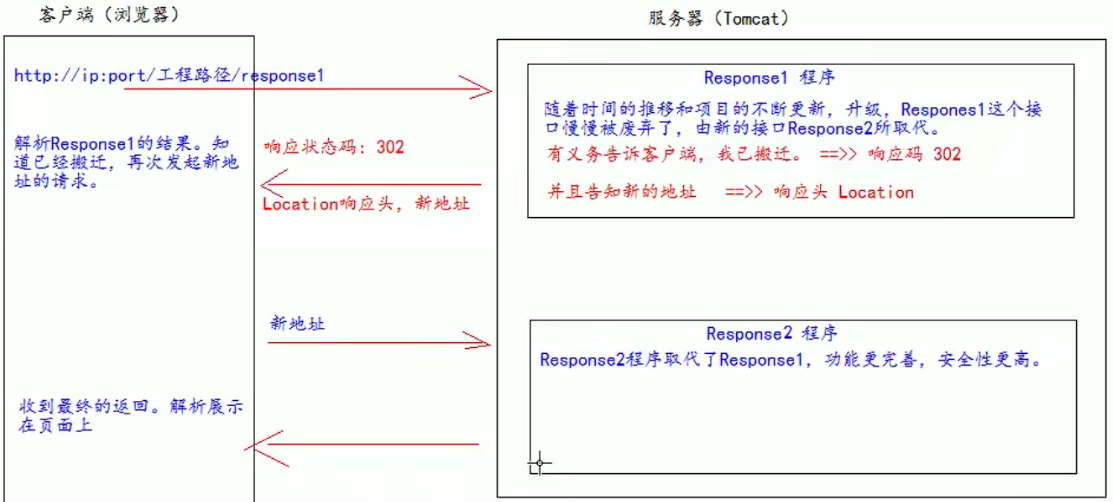 客户端（浏览器）
服务器（Tomcat）
http://ip:port/工程路径/response1
Response1 程序
随着时间的推移和项目的不断更新，升级，Respones1这个接
口慢慢被废弃了，由新的接口Response2所取代。
有义务告诉客户端，我已搬迁。 ==>> 响应码 302
并且告知新的地址 ==>> 响应头 Location
解析Response1的结果。知
道已经搬迁，再次发起新地
址的请求。
响应状态码：302
Location响应头，新地址
新地址
Response2 程序
Response2程序取代了Response1，功能更完善，安全性更高。
收到最终的返回。解析展示
在页面上